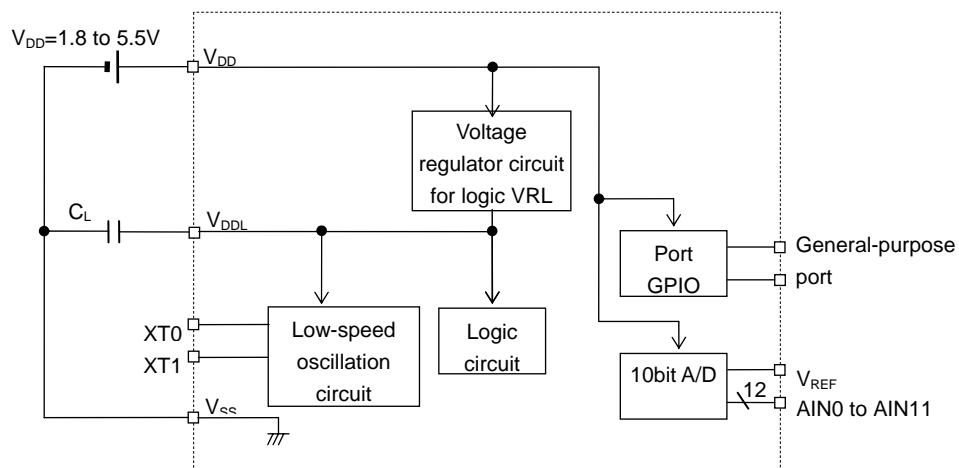 VDD=1.8 to 5.5V
VDD
Voltage
regulator circuit
for logic VRL
CL
VDDL
Port
GPIO
General-purpose
port
XT0
XT1
Low-speed
oscillation
circuit
Logic
circuit
10bit A/D
12
VREF
AIN0 to AIN11
VSS